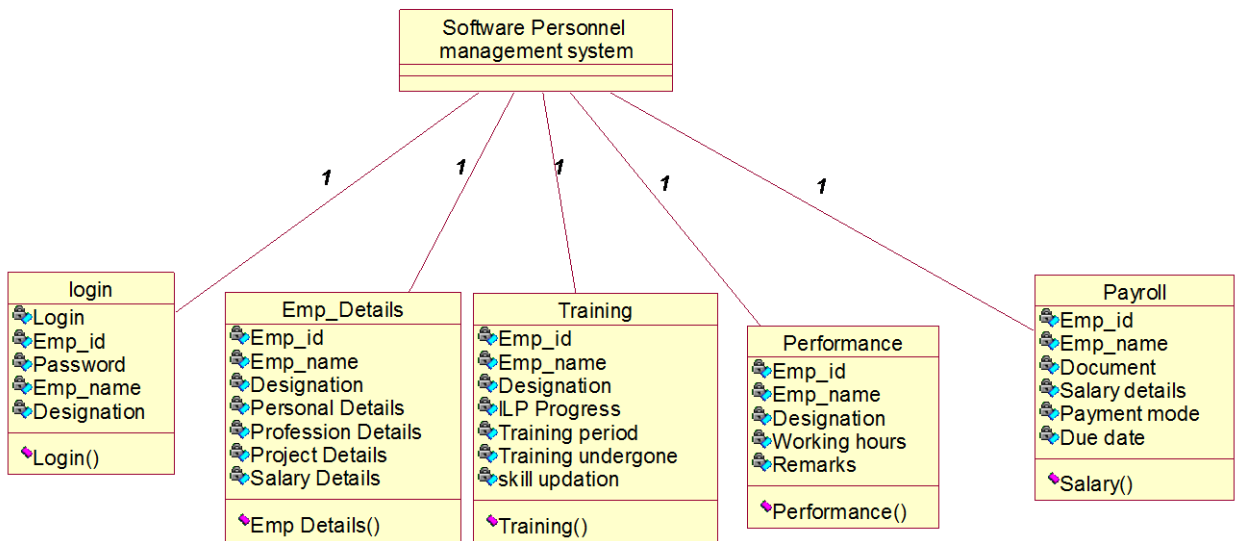 Software Personnel
management system
1
1
1
1
1
login
Login
Emp_id
Password
Emp_name
Designation
Login()
Emp_Details
Emp_id
Emp_name
Designation
Personal Details
Profession Details
Project Details
Salary Details
Emp Details()
Training
Emp_id
Emp_name
Designation
ILP Progress
Training period
Training undergone
skill updation
Training()
Performance
Emp_id
Emp_name
Designation
Working hours
Remarks
Performance()
Payroll
Emp_id
Emp_name
Document
Salary details
Payment mode
Due date
Salary()